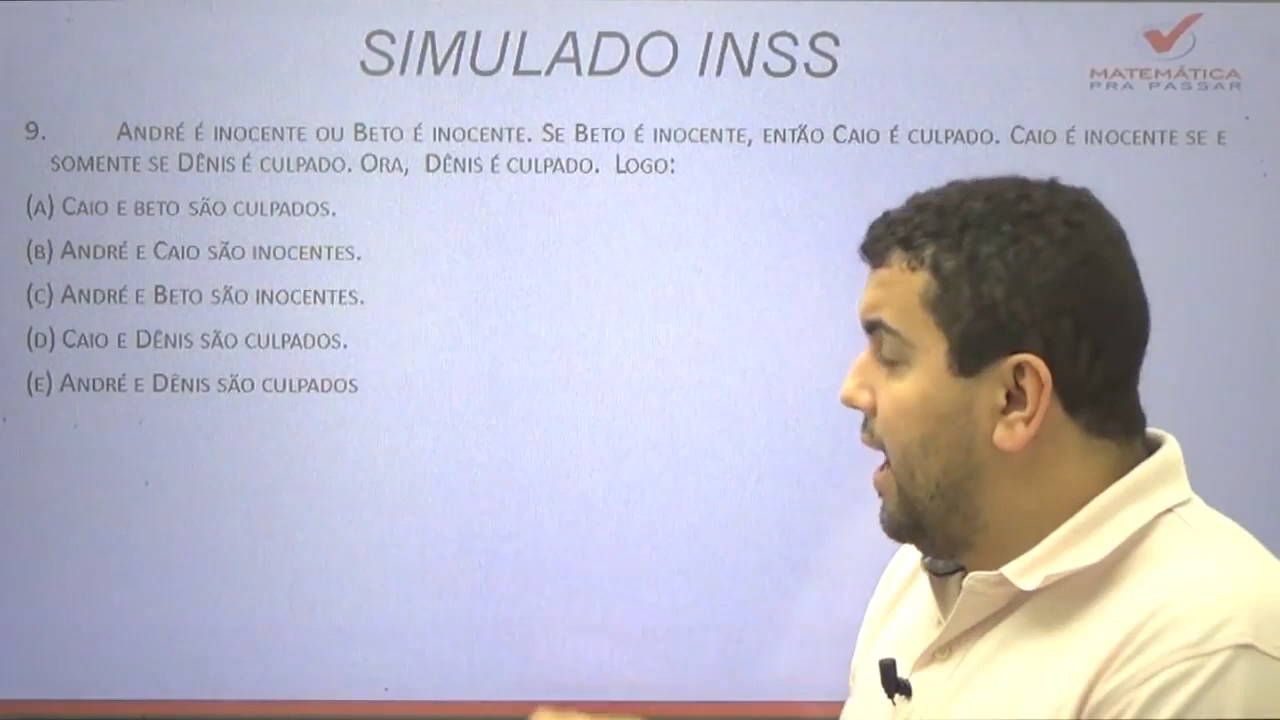 SIMULADO INSS
MATEMÁTICA
PRA PASSAR
9. ANDRÉ É INOCENTE OU BETO É INOCENTE. SE BETO É INOCENTE, ENTÃO CAIO É CULPADO. CAIO É INOCENTE SE E
SOMENTE SE DÊNIS É CULPADO. ORA, DÊNIS É CULPADO. LOGO:
(A) CAIO E BETO SÃO CULPADOS.
(B) ANDRÉ E CAIO SÃO INOCENTES.
(C) ANDRÉ E BETO SÃO INOCENTES.
(D) CAIO E DÊNIS SÃO CULPADOS.
(E) ANDRÉ E DÊNIS SÃO CULPADOS